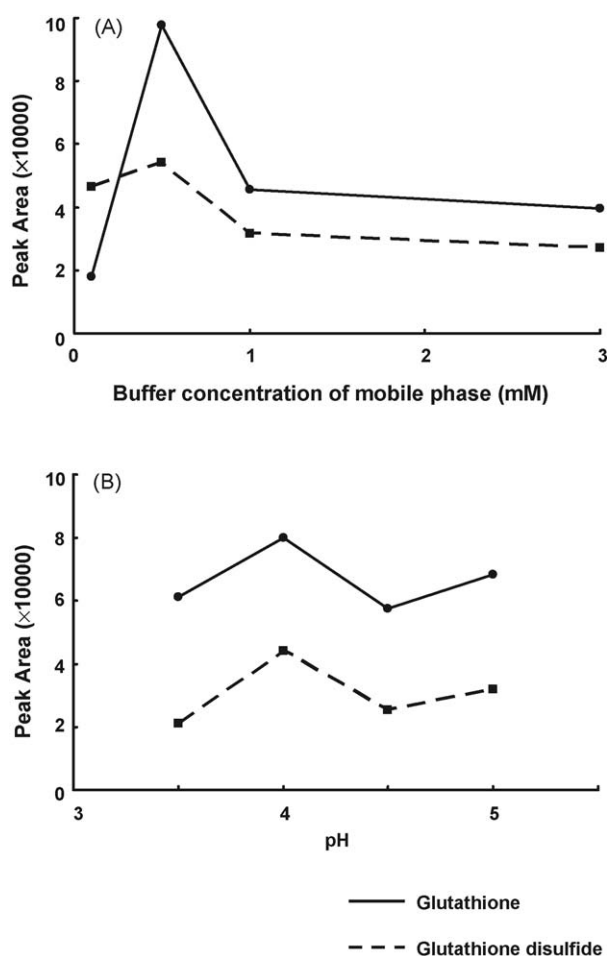 (A)
Peak Area (×10000)
10
8
6
4
2
0
0 1 2 3
Buffer concentration of mobile phase (mM)
(B)
Peak Area (×10000)
10
8
6
4
2
0
3 4 5
pH
Glutathione
Glutathione disulfide